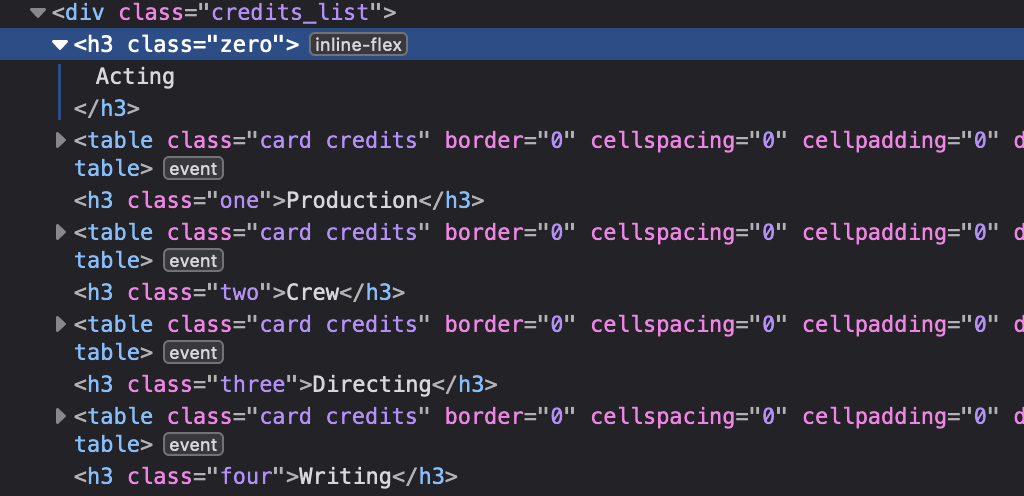 <div class="credits_list">
<h3 class="zero"> inline-flex
Acting
</h3>
<table class="card credits" border="0" cellspacing="0" cellpadding="0" d
table> event
<h3 class="one">Production</h3>
<table class="card credits" border="0" cellspacing="0" cellpadding="0" d
table> event
<h3 class="two">Crew</h3>
<table class="card credits" border="0" cellspacing="0" cellpadding="0" d
table> event
<h3 class="three">Directing</h3>
<table class="card credits" border="0" cellspacing="0" cellpadding="0" d
table> event
<h3 class="four">Writing</h3>